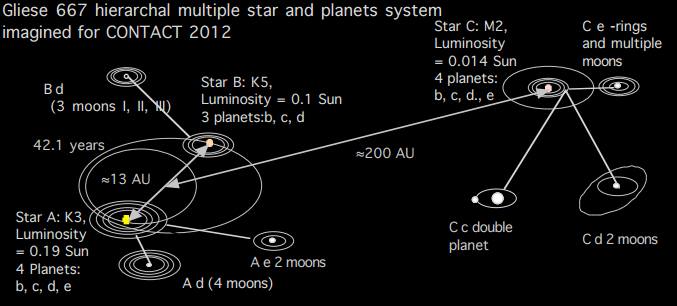 Gliese 667 hierarchal multiple star and planets system
imagined for CONTACT 2012
Star C: M2,
Luminosity
= 0.014 Sun
4 planets:
b, c, d., e
C e -rings
and multiple
moons
B d
(3 moons I, II, III)
Star B: K5,
Luminosity = 0.1 Sun
3 planets:b, c, d
42.1 years
≈13 AU
≈200 AU
Star A: K3,
Luminosity
= 0.19 Sun
4 Planets:
b, c, d, e
A d (4 moons)
A e 2 moons
C c double
planet
C d 2 moons